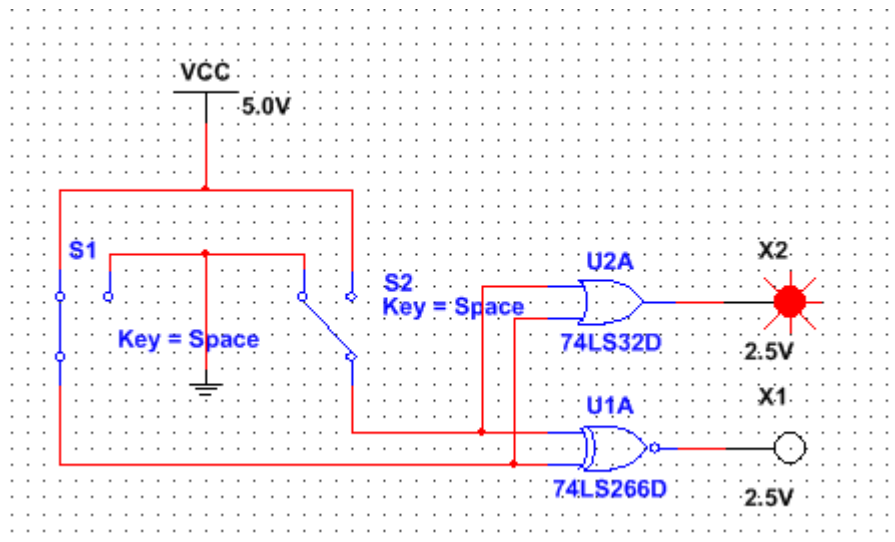 VCC
5.0V
S1
S2
Key = Space
Key = Space
U2A
74LS32D
X2
2.5V
U1A
74LS266D
X1
2.5V